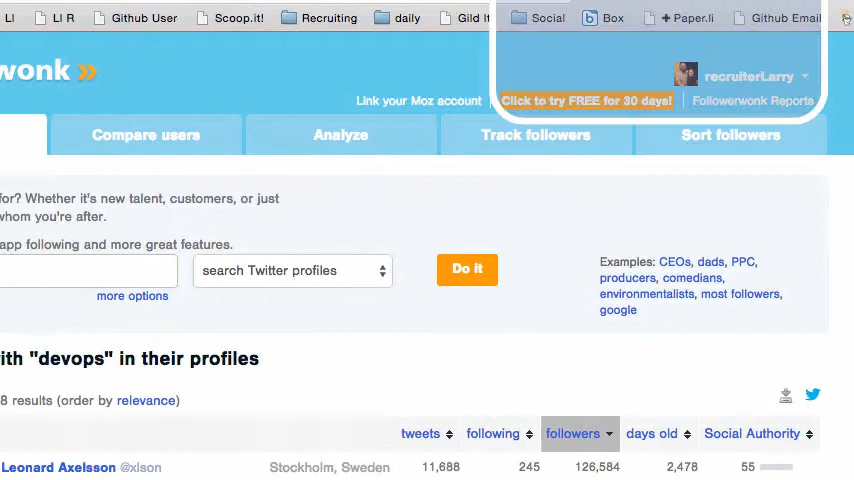 LI LI R Github User Scoop.it! Recruiting daily Gild It Social Box + Paper.li Github Email
wonk »
recruiterLarry
Link your Moz account Click to try FREE for 30 days! Followerwonk Reports
Compare users Analyze Track followers Sort followers
for? Whether it's new talent, customers, or just
whom you're after.
app following and more great features.
search Twitter profiles Do it
more options
Examples: CEOs, dads, PPC,
producers, comedians,
environmentalists, most followers,
google
ith "devops" in their profiles
8 results (order by relevance)
tweets following followers days old Social Authority
Leonard Axelsson @xlson Stockholm, Sweden 11,688 245 126,584 2,478 55